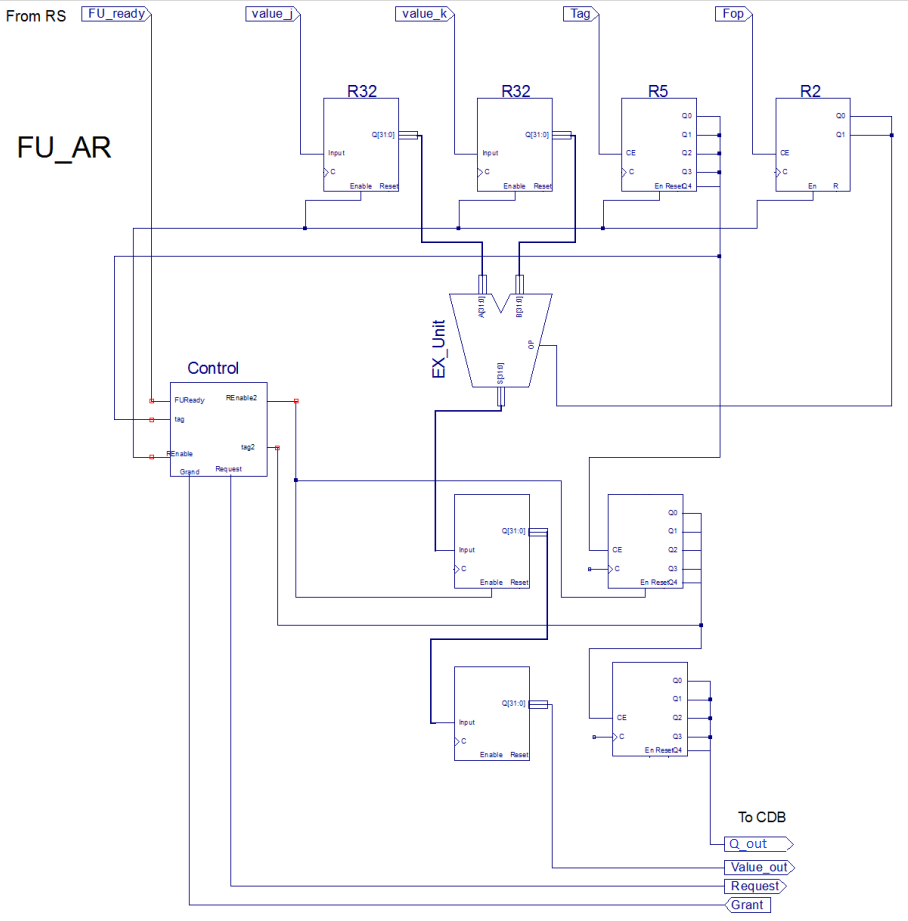 From RS
FU_ready
value_j
value_k
Tag
Fop
R32
R32
R5
R2
FU_AR
Q[31:0]
Input
C
Enable Reset
Q[31:0]
Input
C
Enable Reset
Q0
Q1
CE
Q2
C
Q3
En Reset Q4
Q0
Q1
CE
C
En R
A[31:0]
B[31:0]
EX_Unit
OP
S[31:0]
Control
FUReady
REnable2
tag
tag2
REnable
Grand
Request
Q[31:0]
Input
C
Enable Reset
Q0
Q1
CE
Q2
C
Q3
En Reset Q4
Q[31:0]
Input
C
Enable Reset
Q0
Q1
CE
Q2
C
Q3
En Reset Q4
To CDB
Q_out
Value_out
Request
Grant